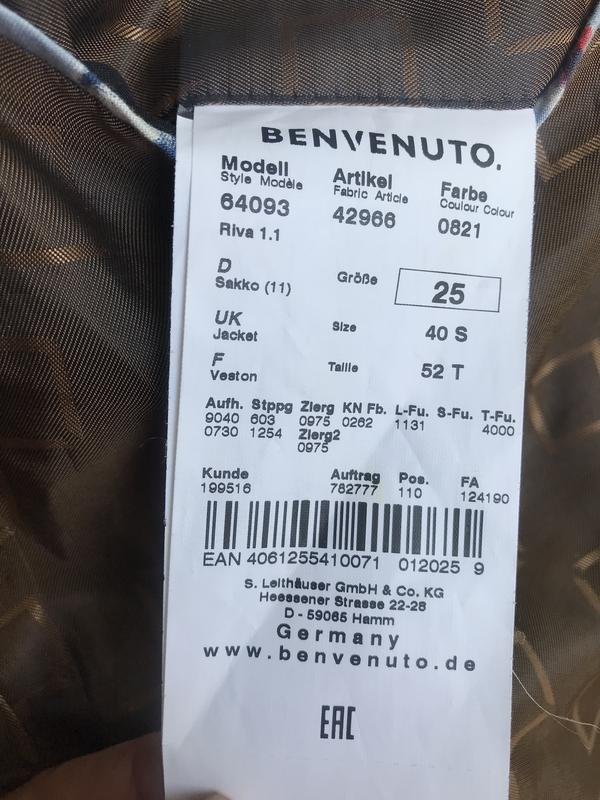 BENVENUTO.
Modell Artikel Farbe
Style Modèle Fabric Article Coulour Colour
64093 42966 0821
Riva 1.1
D
Sakko (11) Größe 25
UK
Jacket Size 40 S
F
Veston Taille 52 T
Aufh. Stppg Zierg KN Fb. L-Fu. S-Fu. T-Fu.
9040 603 0975 0262 1131 4000
0730 1254 Zierg2
0975
Kunde Auftrag Pos. FA
199516 782777 110 124190
EAN 4061255410071 012025 9
S. Leithäuser GmbH & Co. KG
Heessener Strasse 22-28
D - 59065 Hamm
Germany
www.benvenuto.de
EAC